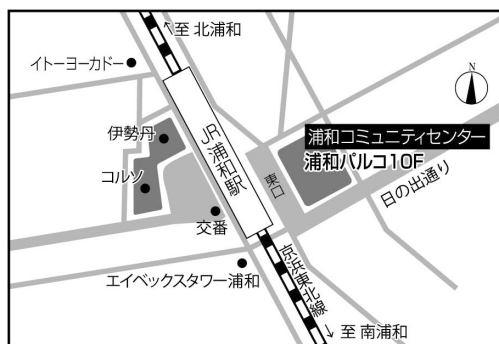 至 北浦和
イトーヨーカドー
N
伊勢丹
JR浦和駅
浦和コミュニティセンター
浦和パルコ10F
コルソ
東口
日の出通り
交番
エイベックスタワー浦和
京浜東北線
至 南浦和